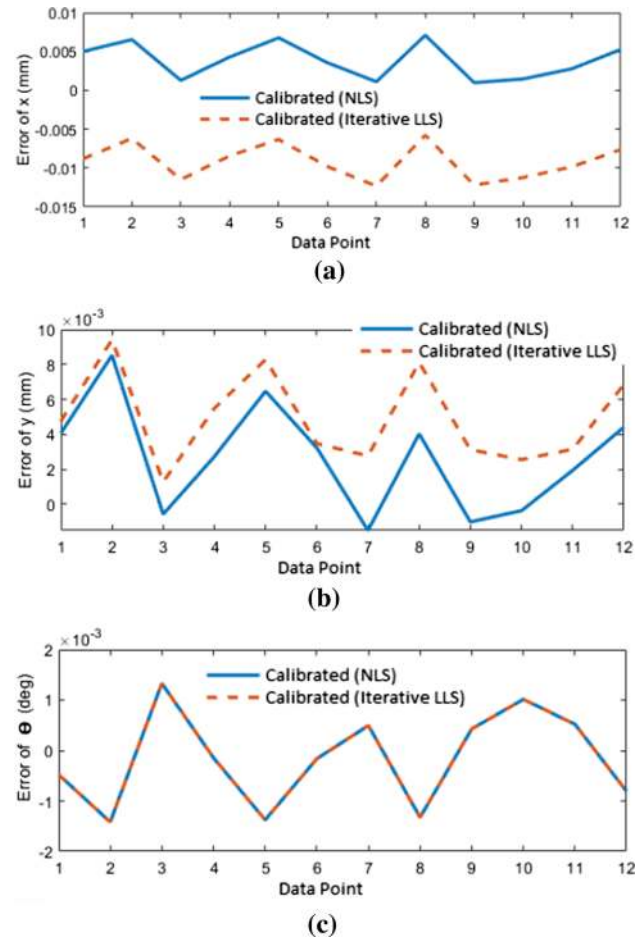 0.01
0.005
0
-0.005
-0.01
-0.015
Error of x (mm)
Calibrated (NLS)
Calibrated (Iterative LLS)
1 2 3 4 5 6 7 8 9 10 11 12
Data Point
(a)
× 10⁻³
10
8
6
4
2
0
Error of y (mm)
Calibrated (NLS)
Calibrated (Iterative LLS)
1 2 3 4 5 6 7 8 9 10 11 12
Data Point
(b)
× 10⁻³
2
1
0
-1
-2
Error of Θ (deg)
Calibrated (NLS)
Calibrated (Iterative LLS)
1 2 3 4 5 6 7 8 9 10 11 12
Data Point
(c)